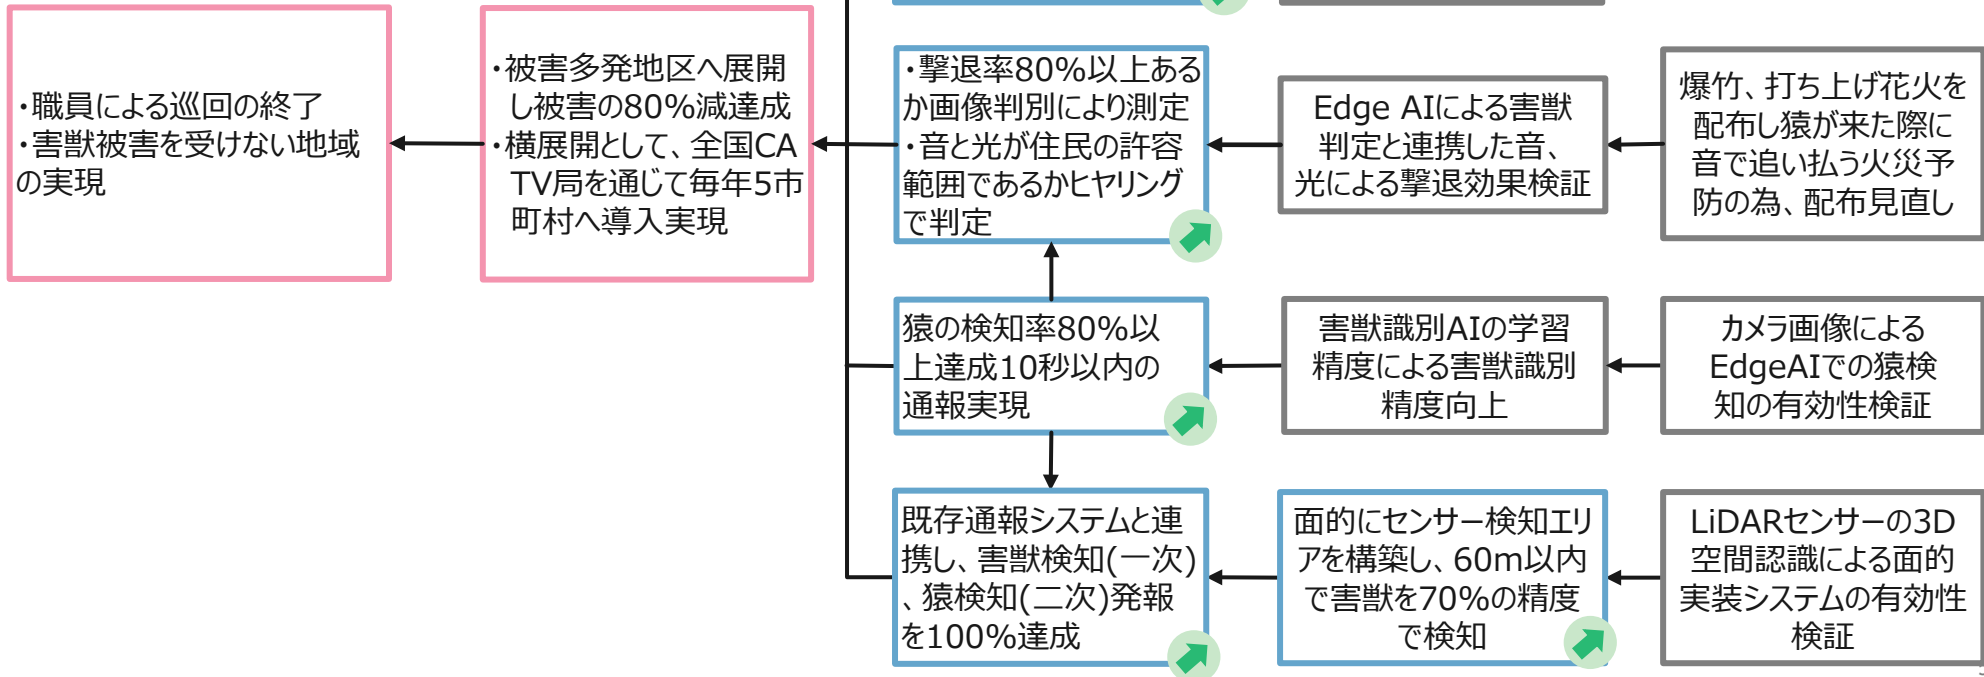 ・職員による巡回の終了
・害獣被害を受けない地域
の実現
・被害多発地区へ展開
し被害の80%減達成
・横展開として、全国CA
TV局を通じて毎年5市
町村へ導入実現
・撃退率80%以上ある
か画像判別により測定
・音と光が住民の許容
範囲であるかヒヤリング
で判定
Edge AIによる害獣
判定と連携した音、
光による撃退効果検証
爆竹、打ち上げ花火を
配布し猿が来た際に
音で追い払う火災予
防の為、配布見直し
猿の検知率80%以
上達成10秒以内の
通報実現
害獣識別AIの学習
精度による害獣識別
精度向上
カメラ画像による
EdgeAIでの猿検
知の有効性検証
既存通報システムと連
携し、害獣検知(一次)
、猿検知(二次)発報
を100%達成
面的にセンサー検知エリ
アを構築し、60m以内
で害獣を70%の精度
で検知
LiDARセンサーの3D
空間認識による面的
実装システムの有効性
検証